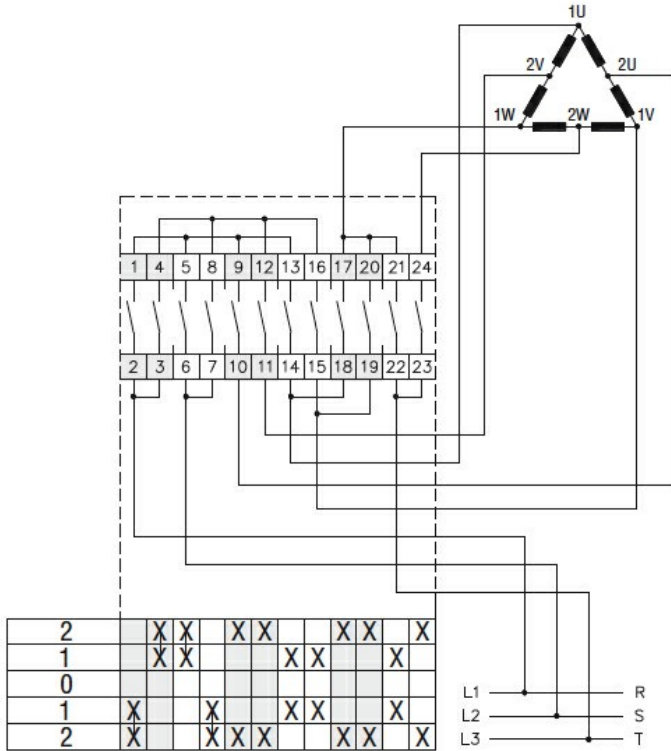 1U
2V 2U
1W 2W 1V
1 4 5 8 9 12 13 16 17 20 21 24
2 3 6 7 10 11 14 15 18 19 22 23
2 X X X X X X X
1 X X X X X
0
1 X X X X X
2 X X X X X X X
L1 R
L2 S
L3 T